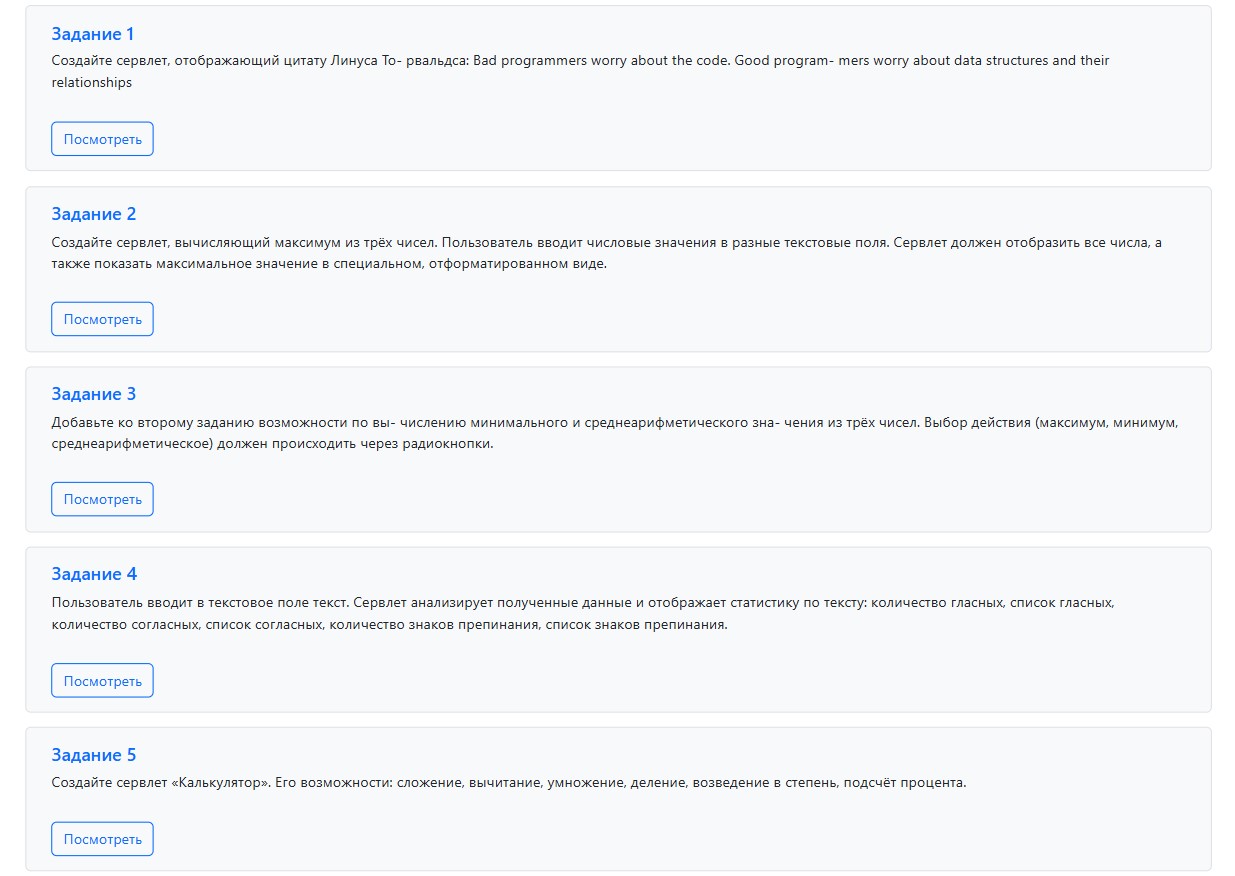 Задание 1
Создайте сервлет, отображающий цитату Линуса То- рвальдса: Bad programmers worry about the code. Good program- mers worry about data structures and their
relationships
Посмотреть
Задание 2
Создайте сервлет, вычисляющий максимум из трёх чисел. Пользователь вводит числовые значения в разные текстовые поля. Сервлет должен отобразить все числа, а
также показать максимальное значение в специальном, отформатированном виде.
Посмотреть
Задание 3
Добавьте ко второму заданию возможности по вы- числению минимального и среднеарифметического зна- чения из трёх чисел. Выбор действия (максимум, минимум,
среднеарифметическое) должен происходить через радиокнопки.
Посмотреть
Задание 4
Пользователь вводит в текстовое поле текст. Сервлет анализирует полученные данные и отображает статистику по тексту: количество гласных, список гласных,
количество согласных, список согласных, количество знаков препинания, список знаков препинания.
Посмотреть
Задание 5
Создайте сервлет «Калькулятор». Его возможности: сложение, вычитание, умножение, деление, возведение в степень, подсчёт процента.
Посмотреть